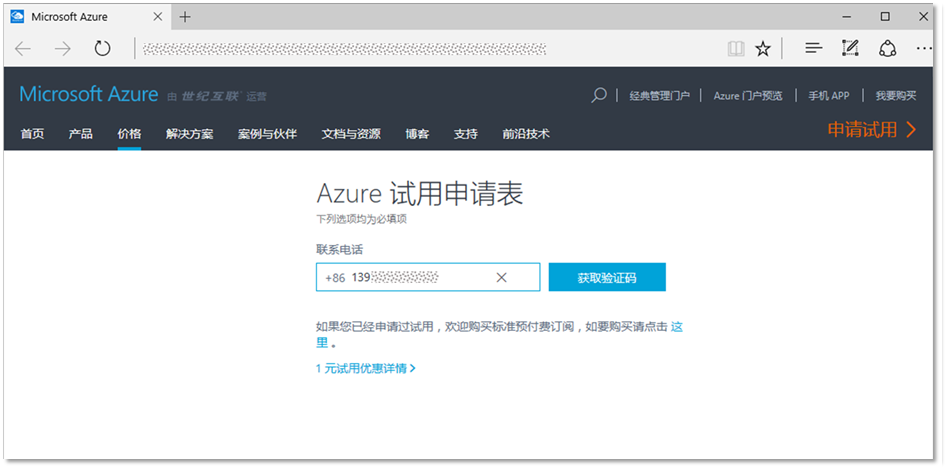 Microsoft Azure
Microsoft Azure 由 世纪互联 运营
经典管理门户
Azure 门户预览
手机 APP
我要购买
首页 产品 价格 解决方案 案例与伙伴 文档与资源 博客 支持 前沿技术
申请试用
Azure 试用申请表
下列选项均为必填项
联系电话
+86 139
获取验证码
如果您已经申请过试用，欢迎购买标准预付费订阅，如要购买请点击 这
里 。
1 元试用优惠详情